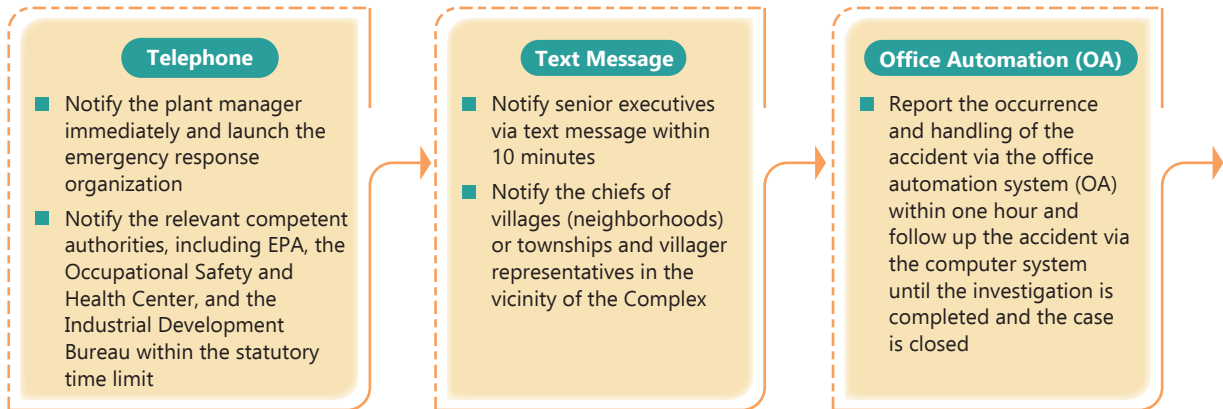 Telephone
Notify the plant manager
immediately and launch the
emergency response
organization
Notify the relevant competent
authorities, including EPA, the
Occupational Safety and
Health Center, and the
Industrial Development
Bureau within the statutory
time limit
Text Message
Notify senior executives
via text message within
10 minutes
Notify the chiefs of
villages (neighborhoods)
or townships and villager
representatives in the
vicinity of the Complex
Office Automation (OA)
Report the occurrence
and handling of the
accident via the office
automation system (OA)
within one hour and
follow up the accident via
the computer system
until the investigation is
completed and the case
is closed